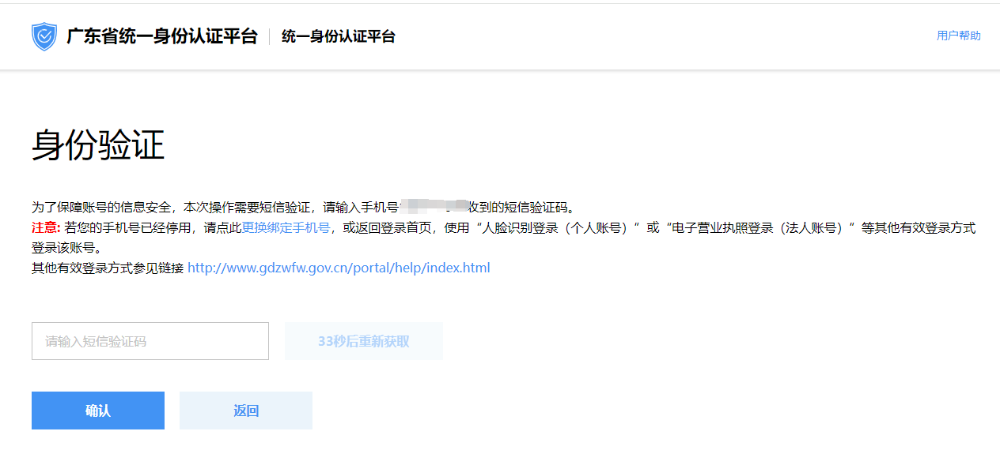 广东省统一身份认证平台 统一身份认证平台 用户帮助
身份验证
为了保障账号的信息安全，本次操作需要短信验证，请输入手机号 收到的短信验证码。
注意: 若您的手机号已经停用，请点此更换绑定手机号，或返回登录首页，使用“人脸识别登录（个人账号）”或“电子营业执照登录（法人账号）”等其他有效登录方式
登录该账号。
其他有效登录方式参见链接 http://www.gdzwfw.gov.cn/portal/help/index.html
请输入短信验证码 33秒后重新获取
确认 返回